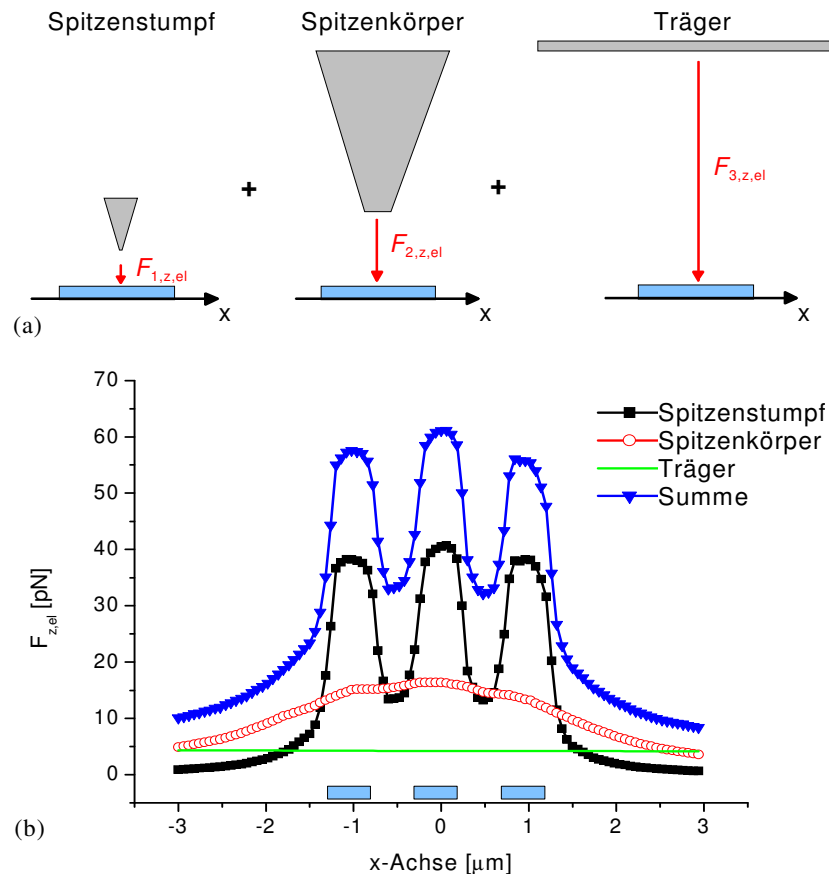 Spitzenstumpf Spitzenkörper Träger
+ +
F1,z,el F2,z,el F3,z,el
x x x
(a)
70
60
50
40
30
20
10
0
Fz,el [pN]
Spitzenstumpf
Spitzenkörper
Träger
Summe
-3 -2 -1 0 1 2 3
x-Achse [µm]
(b)